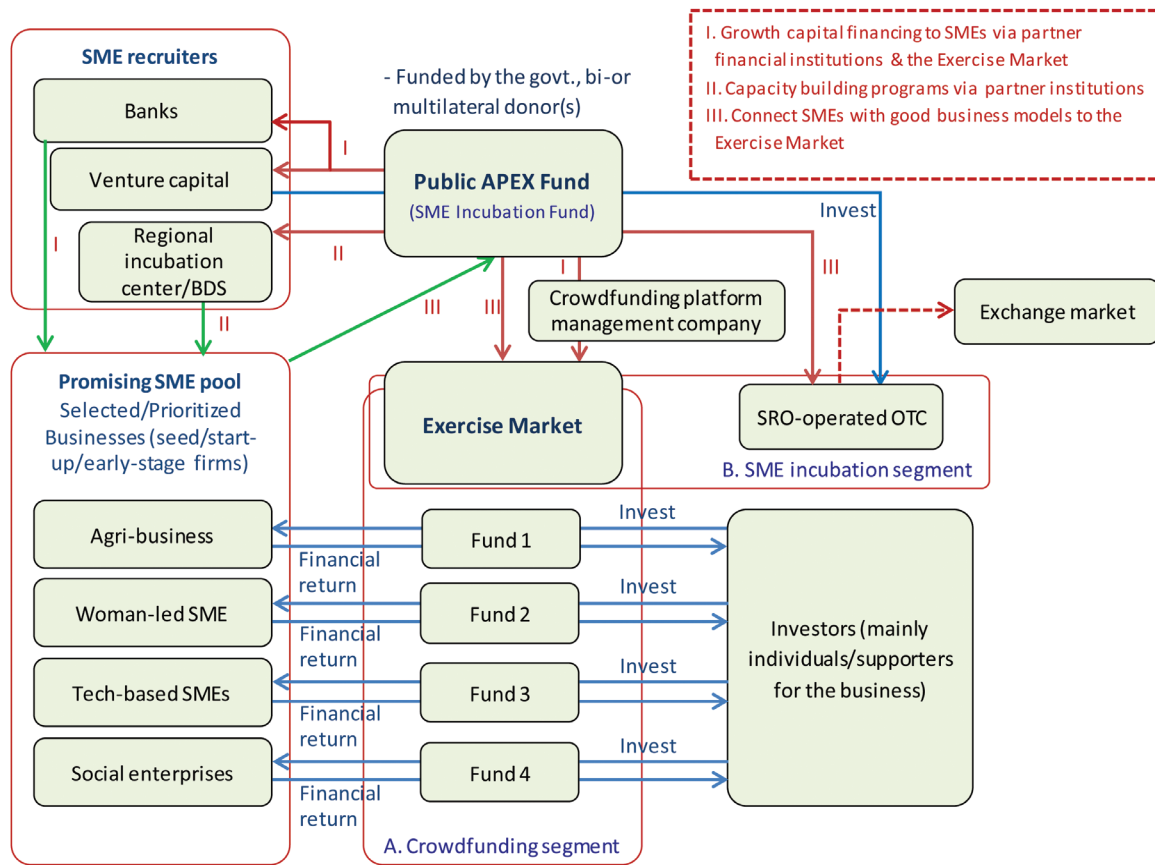 SME recruiters
Banks
Venture capital
Regional
incubation
center/BDS
- Funded by the govt., bi-or
multilateral donor(s)
Public APEX Fund
(SME Incubation Fund)
I. Growth capital financing to SMEs via partner
financial institutions & the Exercise Market
II. Capacity building programs via partner institutions
III. Connect SMEs with good business models to the
Exercise Market
I
II
I
II
III
III
I
III
Invest
Crowdfunding platform
management company
Exchange market
Promising SME pool
Selected/Prioritized
Businesses (seed/start-
up/early-stage firms)
Exercise Market
SRO-operated OTC
B. SME incubation segment
Agri-business
Financial
return
Fund 1
Invest
Woman-led SME
Financial
return
Fund 2
Invest
Tech-based SMEs
Financial
return
Fund 3
Invest
Social enterprises
Financial
return
Fund 4
Invest
Investors (mainly
individuals/supporters
for the business)
A. Crowdfunding segment